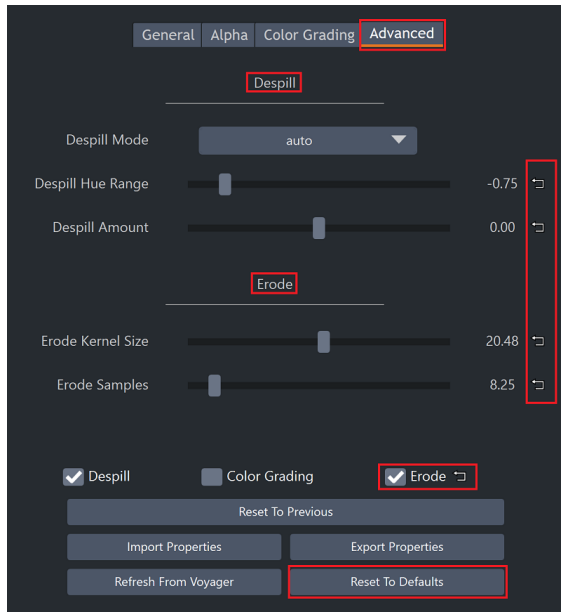 General Alpha Color Grading Advanced
Despill
Despill Mode auto
Despill Hue Range -0.75
Despill Amount 0.00
Erode
Erode Kernel Size 20.48
Erode Samples 8.25
Despill Color Grading Erode
Reset To Previous
Import Properties Export Properties
Refresh From Voyager Reset To Defaults